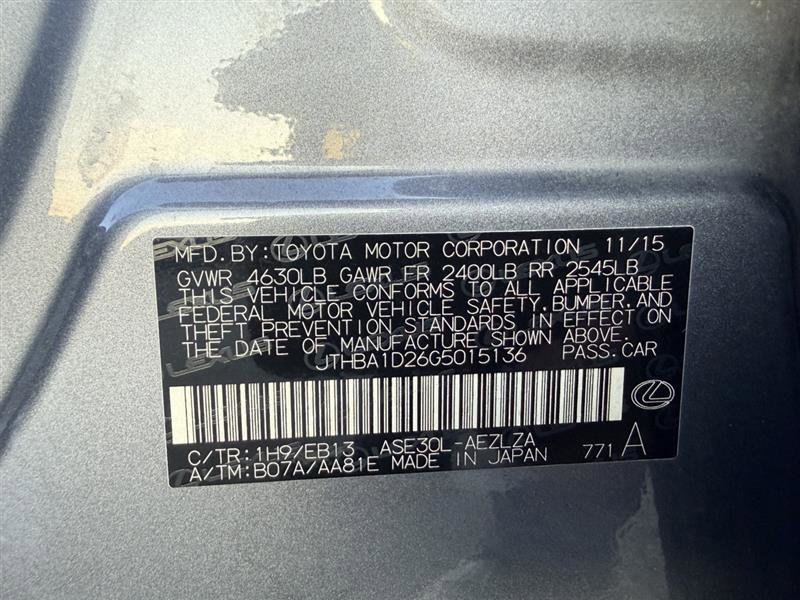 MFD.BY:TOYOTA MOTOR CORPORATION 11/15
GVWR 4630LB GAWR FR 2400LB RR 2545LB
THIS VEHICLE CONFORMS TO ALL APPLICABLE
FEDERAL MOTOR VEHICLE SAFETY,BUMPER,AND
THEFT PREVENTION STANDARDS IN EFFECT ON
THE DATE OF MANUFACTURE SHOWN ABOVE.
JTHBA1D26G5015136 PASS.CAR
C/TR:1H9/EB13 ASE30L-AEZLZA
A/TM:B07A/AA81E MADE IN JAPAN 771 A